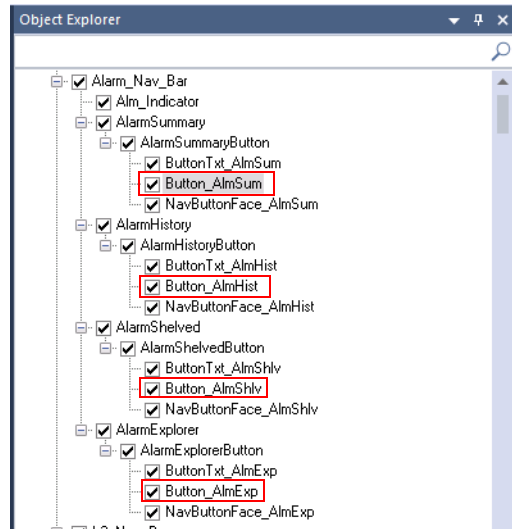 Object Explorer
Alarm_Nav_Bar
Alm_Indicator
AlarmSummary
AlarmSummaryButton
ButtonTxt_AlmSum
Button_AlmSum
NavButtonFace_AlmSum
AlarmHistory
AlarmHistoryButton
ButtonTxt_AlmHist
Button_AlmHist
NavButtonFace_AlmHist
AlarmShelved
AlarmShelvedButton
ButtonTxt_AlmShlv
Button_AlmShlv
NavButtonFace_AlmShlv
AlarmExplorer
AlarmExplorerButton
ButtonTxt_AlmExp
Button_AlmExp
NavButtonFace_AlmExp